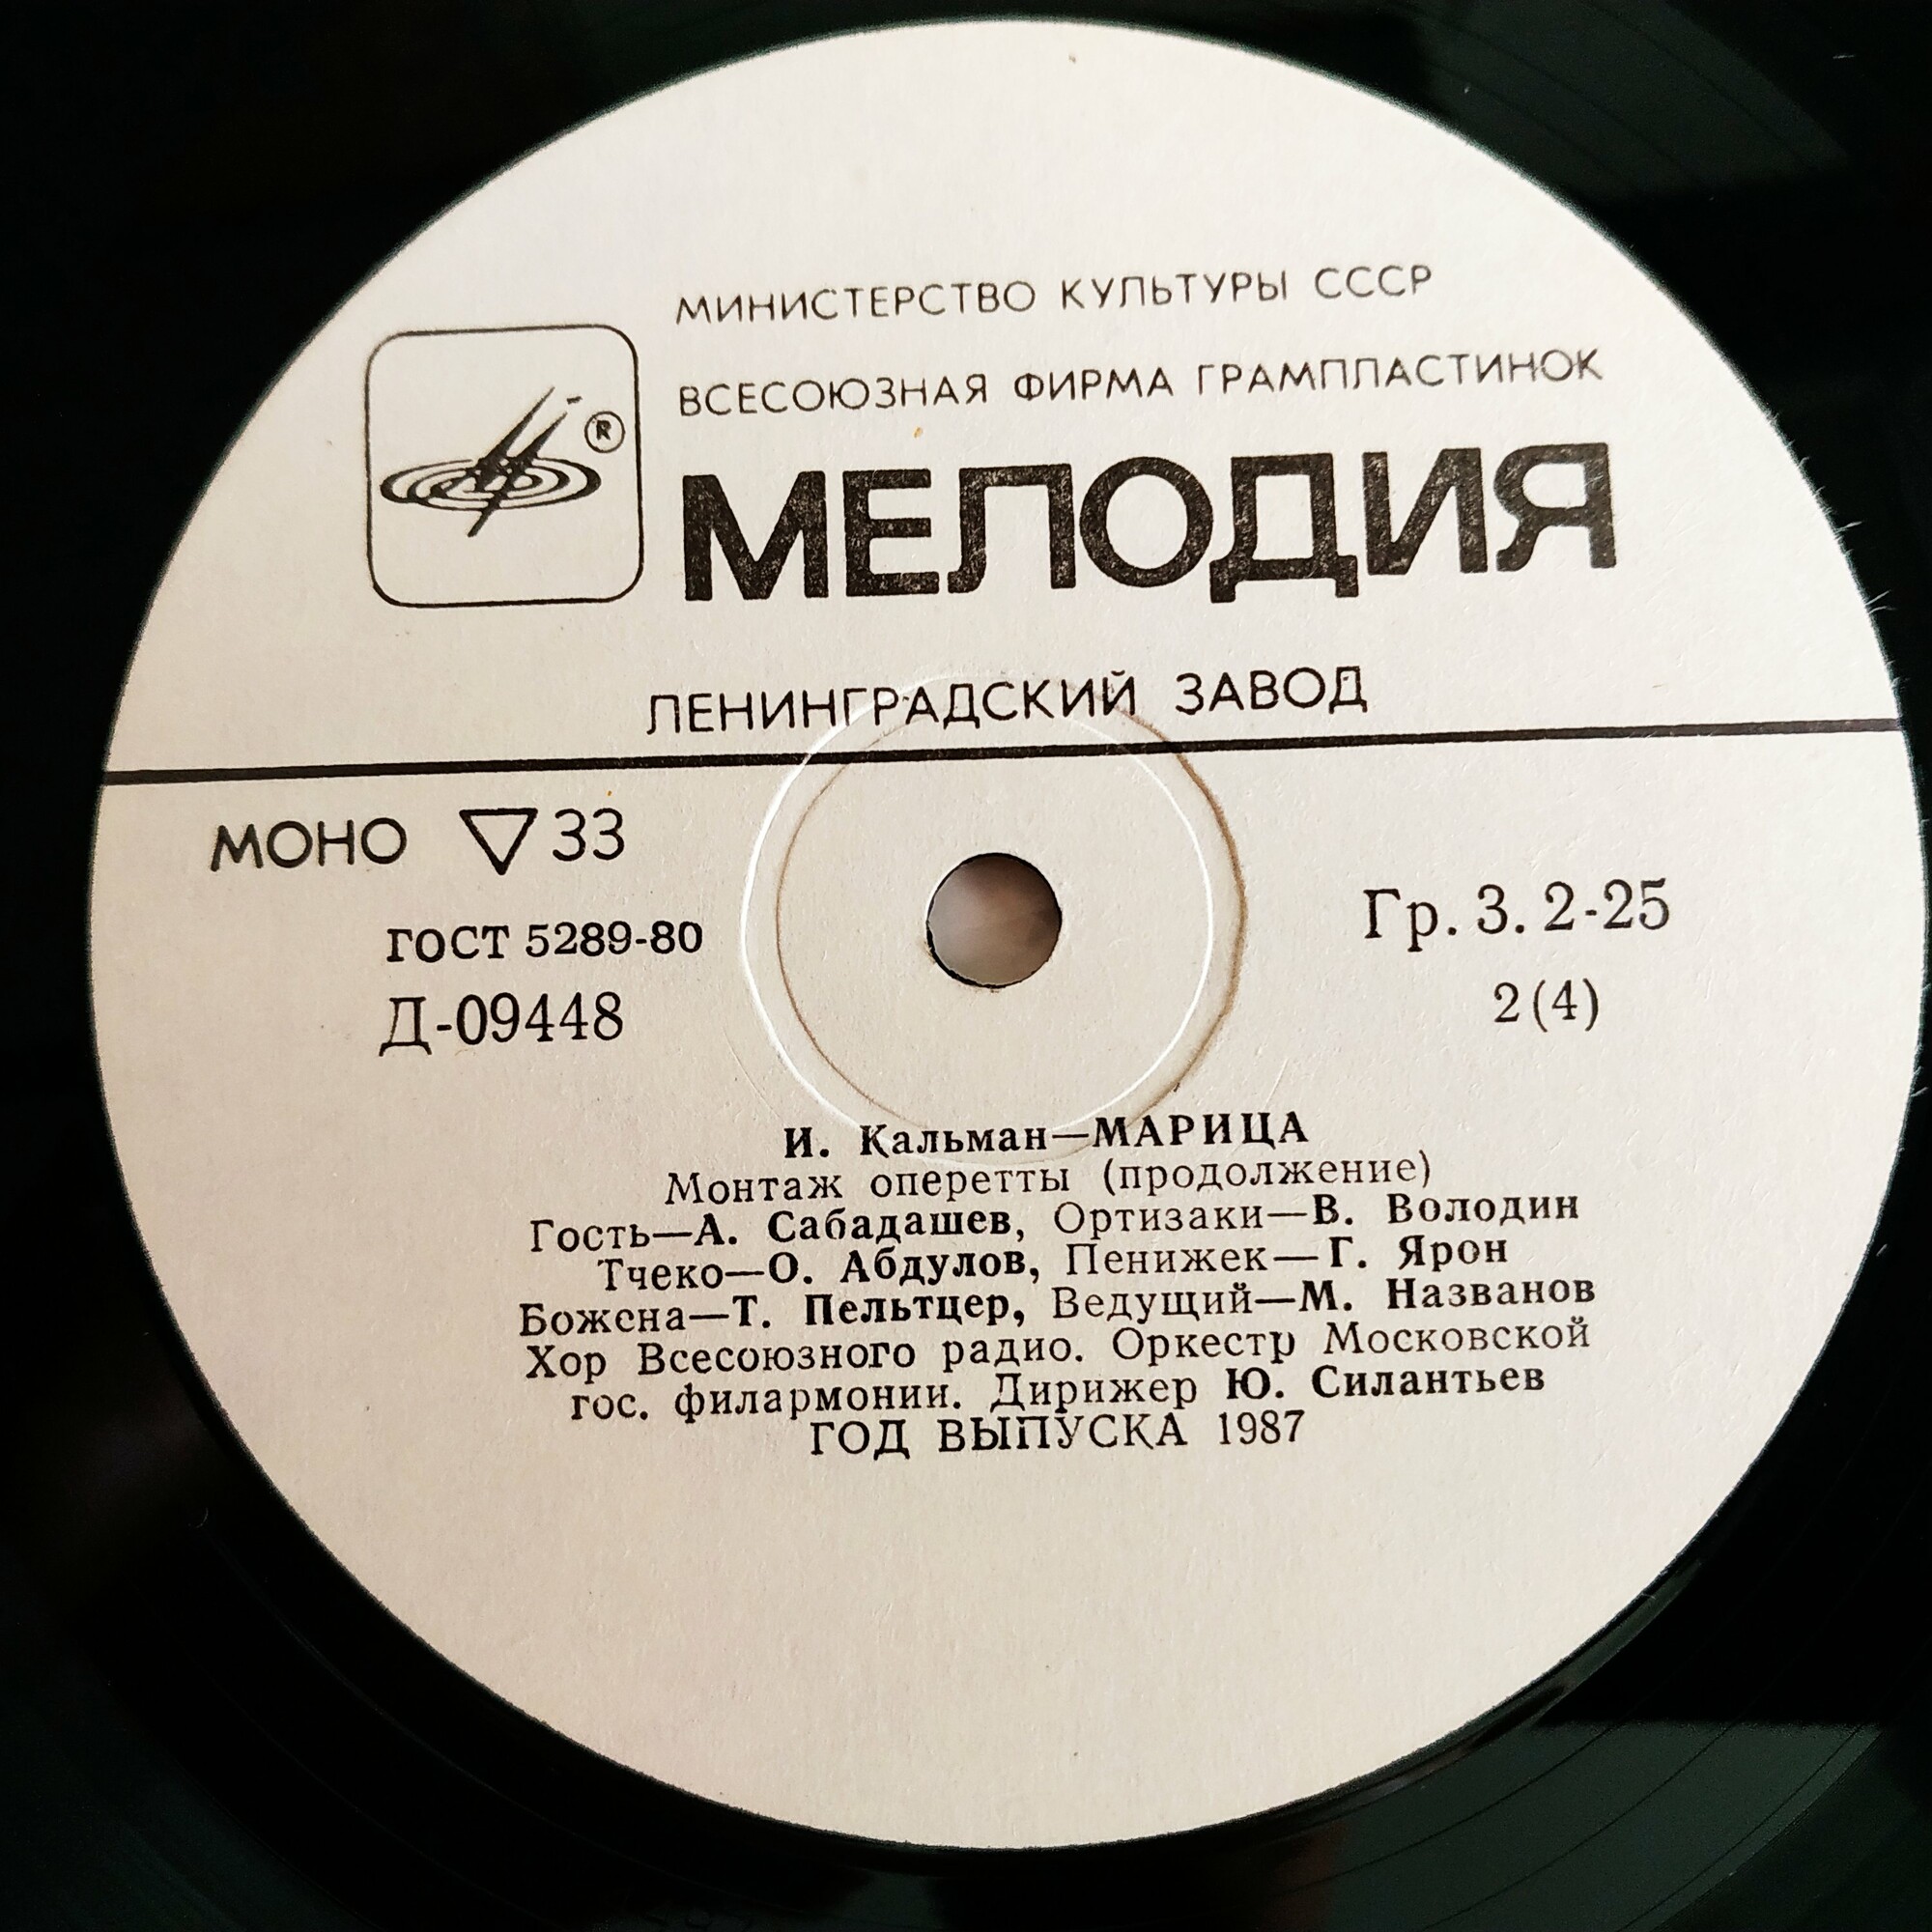 МИНИСТЕРСТВО КУЛЬТУРЫ СССР
ВСЕСОЮЗНАЯ ФИРМА ГРАМПЛАСТИНОК
®
МЕЛОДИЯ
ЛЕНИНГРАДСКИЙ ЗАВОД
МОНО ▽ 33
ГОСТ 5289-80
Д-09448
Гр. 3. 2-25
2(4)
И. Кальман—МАРИЦА
Монтаж оперетты (продолжение)
Гость—А. Сабадашев, Ортизаки—В. Володин
Тчеко—О. Абдулов, Пенижек—Г. Ярон
Божена—Т. Пельтцер, Ведущий—М. Названов
Хор Всесоюзного радио. Оркестр Московской
гос. филармонии. Дирижер Ю. Силантьев
ГОД ВЫПУСКА 1987